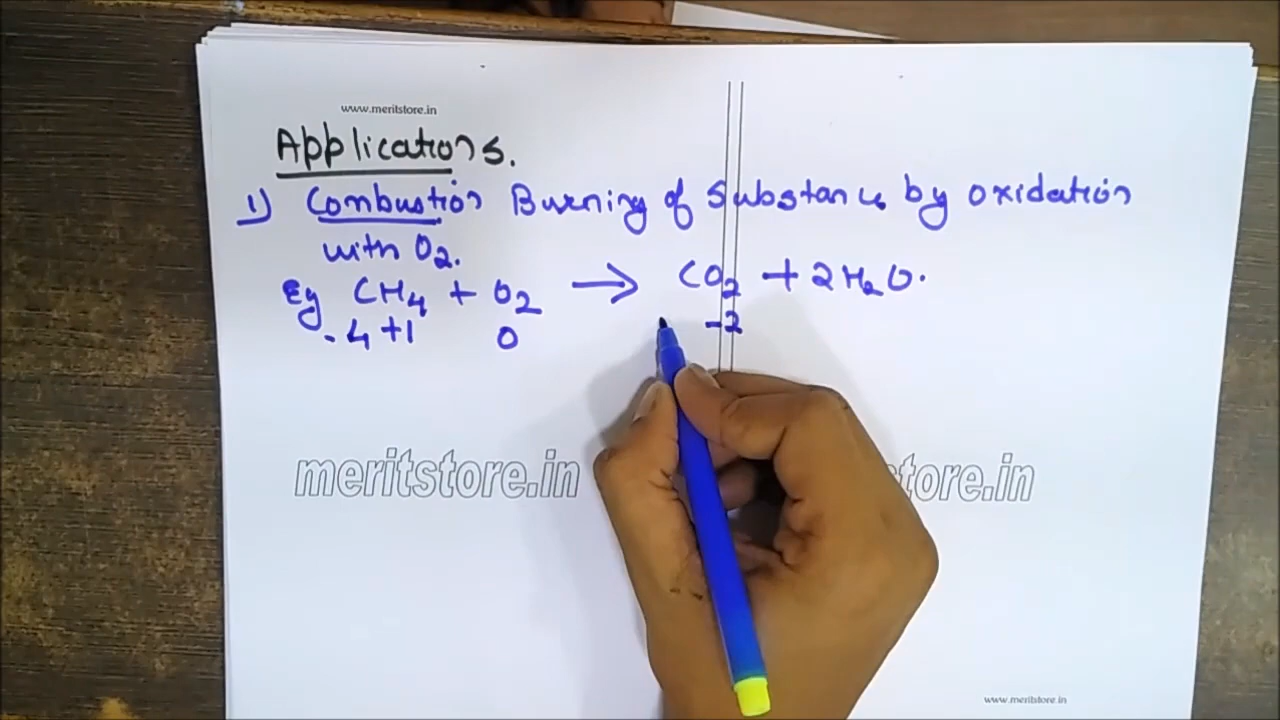 www.meritstore.in
Applications.
1) Combustion Burning of Substance by oxidation
with O2.
Eg CH4 + O2 → CO2 + 2H2O.
-4 +1 0 -2
meritstore.in store.in
www.meritstore.in